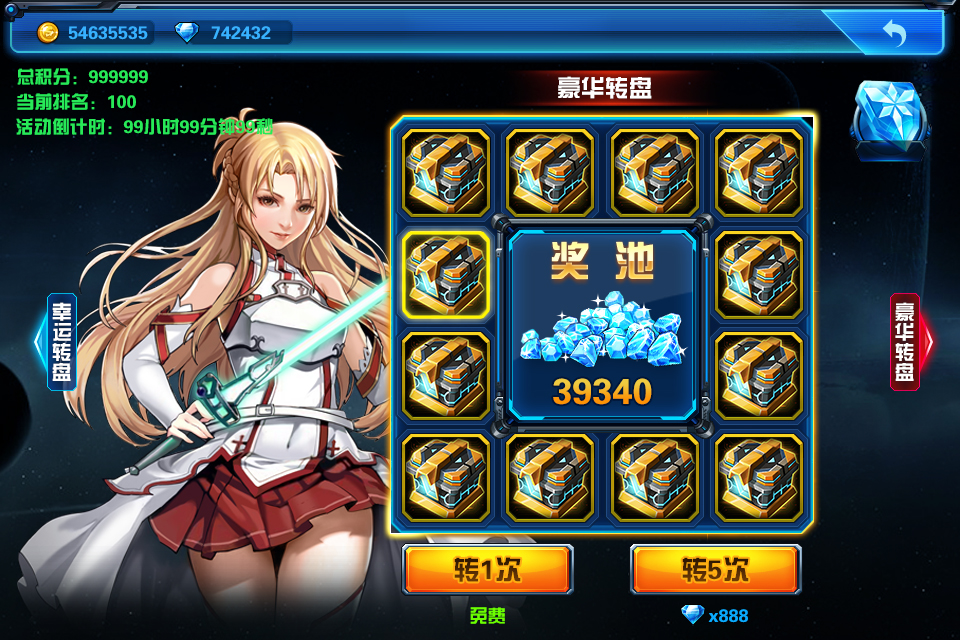 54635535 742432
总积分：999999
当前排名：100
活动倒计时：99小时99分钟99秒
豪华转盘
幸运转盘
奖 池
39340
豪华转盘
转1次
转5次
免费
x888